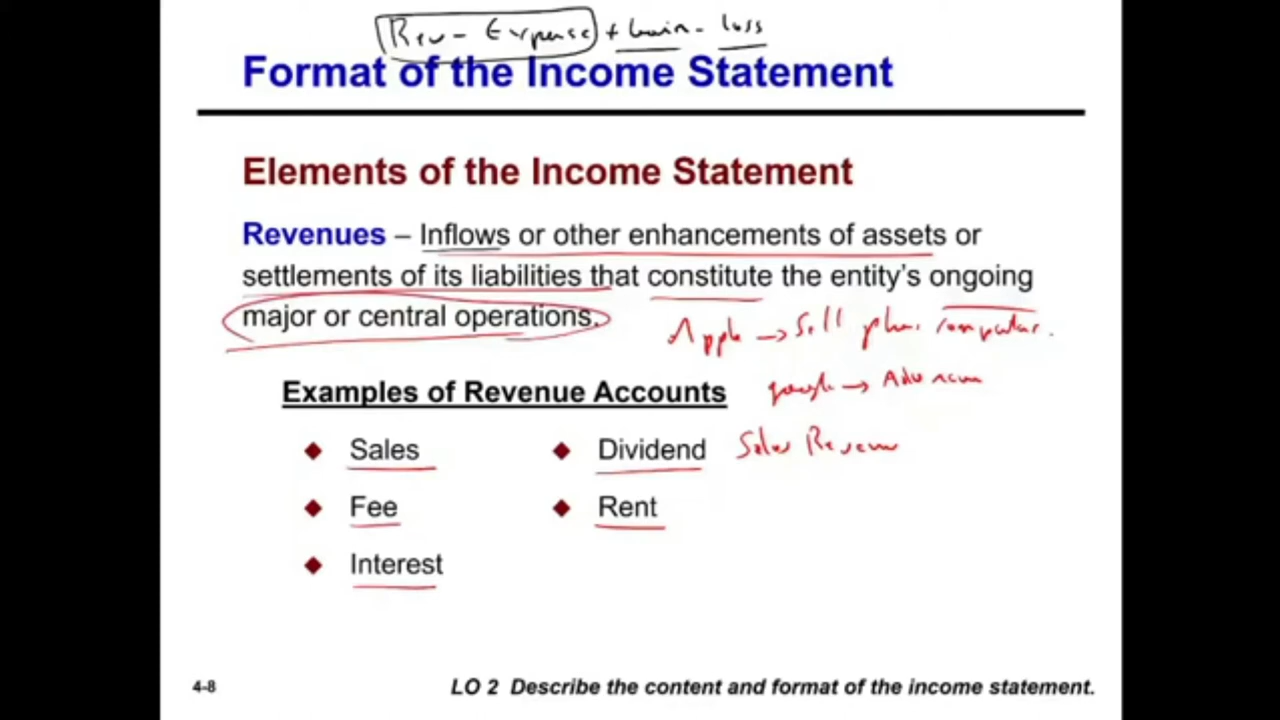 Rev - Expense + Gain - Loss
Format of the Income Statement
Elements of the Income Statement
Revenues – Inflows or other enhancements of assets or
settlements of its liabilities that constitute the entity's ongoing
major or central operations.
Apple → Sell
google →
Examples of Revenue Accounts
◆ Sales ◆ Dividend
Sales Revenue
◆ Fee ◆ Rent
◆ Interest
4-8
LO 2 Describe the content and format of the income statement.